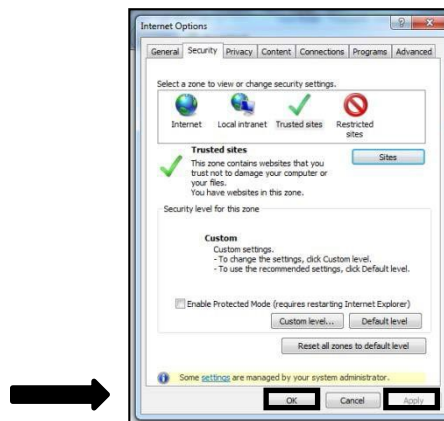 Internet Options
General Security Privacy Content Connections Programs Advanced
Select a zone to view or change security settings.
Internet Local intranet Trusted sites Restricted
sites
Trusted sites
This zone contains websites that you
trust not to damage your computer or
your files.
You have websites in this zone.
Sites
Security level for this zone
Custom
Custom settings.
- To change the settings, click Custom level.
- To use the recommended settings, click Default level.
Enable Protected Mode (requires restarting Internet Explorer)
Custom level... Default level
Reset all zones to default level
Some settings are managed by your system administrator.
OK Cancel Apply